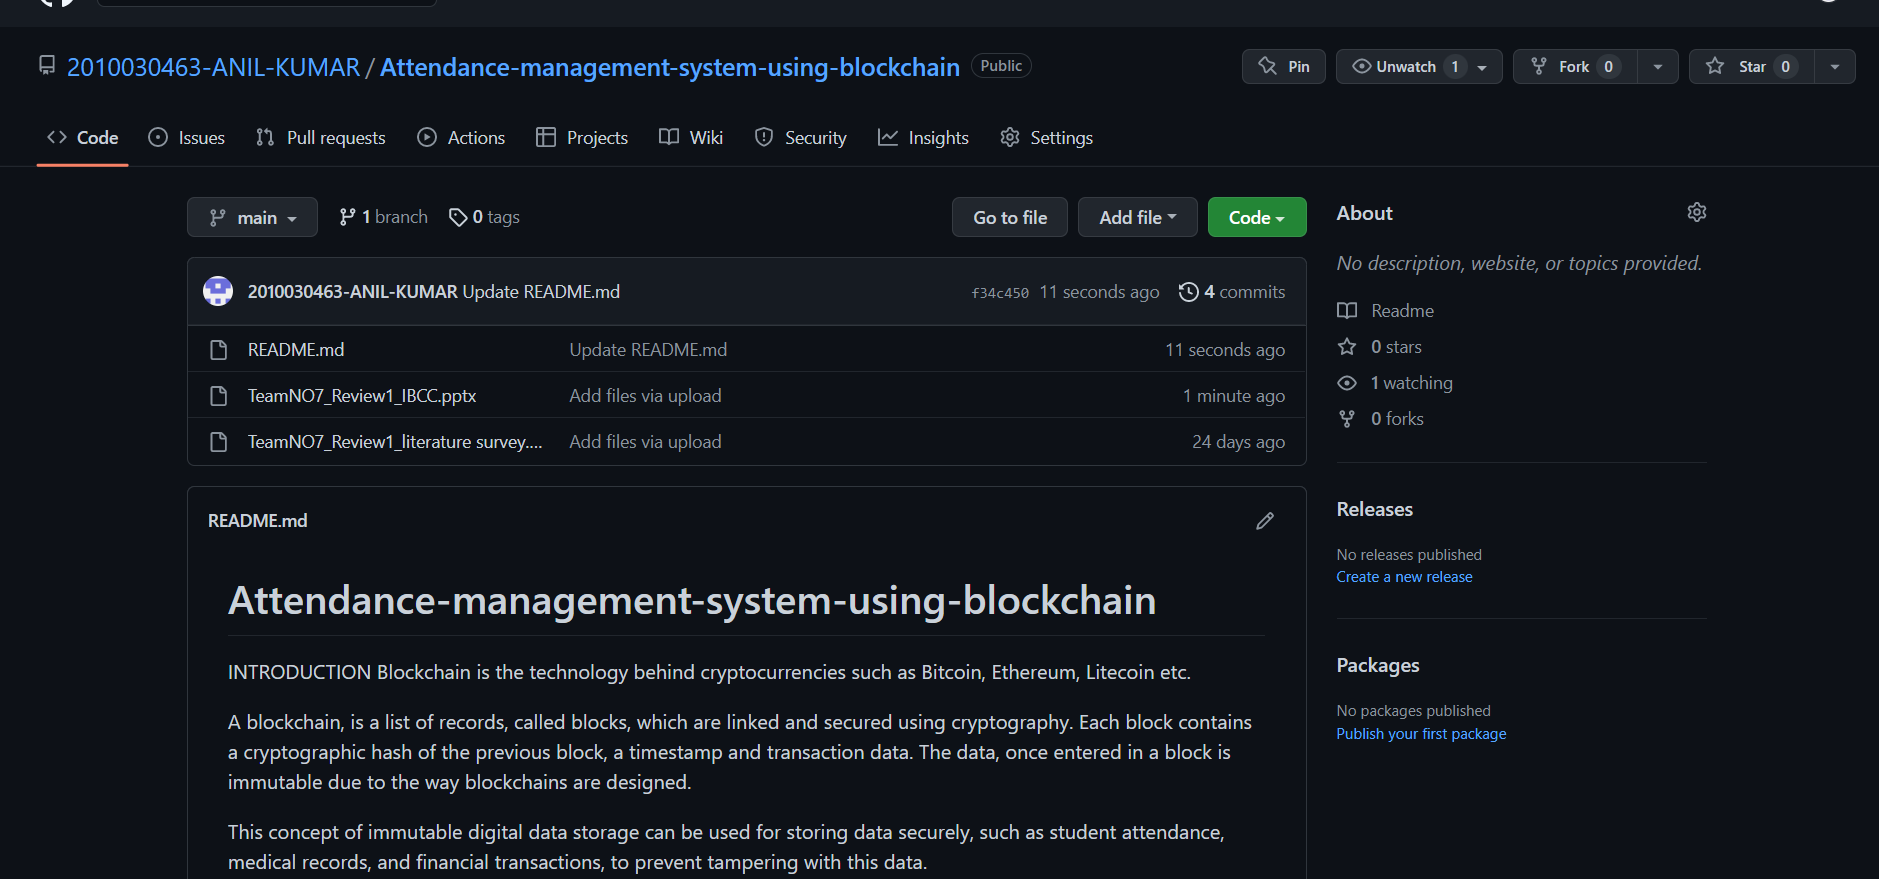 2010030463-ANIL-KUMAR / Attendance-management-system-using-blockchain Public
Pin Unwatch 1 Fork 0 Star 0
Code Issues Pull requests Actions Projects Wiki Security Insights Settings
main 1 branch 0 tags Go to file Add file Code
2010030463-ANIL-KUMAR Update README.md f34c450 11 seconds ago 4 commits
README.md Update README.md 11 seconds ago
TeamNO7_Review1_IBCC.pptx Add files via upload 1 minute ago
TeamNO7_Review1_literature survey.... Add files via upload 24 days ago
README.md
Attendance-management-system-using-blockchain
INTRODUCTION Blockchain is the technology behind cryptocurrencies such as Bitcoin, Ethereum, Litecoin etc.
A blockchain, is a list of records, called blocks, which are linked and secured using cryptography. Each block contains
a cryptographic hash of the previous block, a timestamp and transaction data. The data, once entered in a block is
immutable due to the way blockchains are designed.
This concept of immutable digital data storage can be used for storing data securely, such as student attendance,
medical records, and financial transactions, to prevent tampering with this data.
About
No description, website, or topics provided.
Readme
0 stars
1 watching
0 forks
Releases
No releases published
Create a new release
Packages
No packages published
Publish your first package